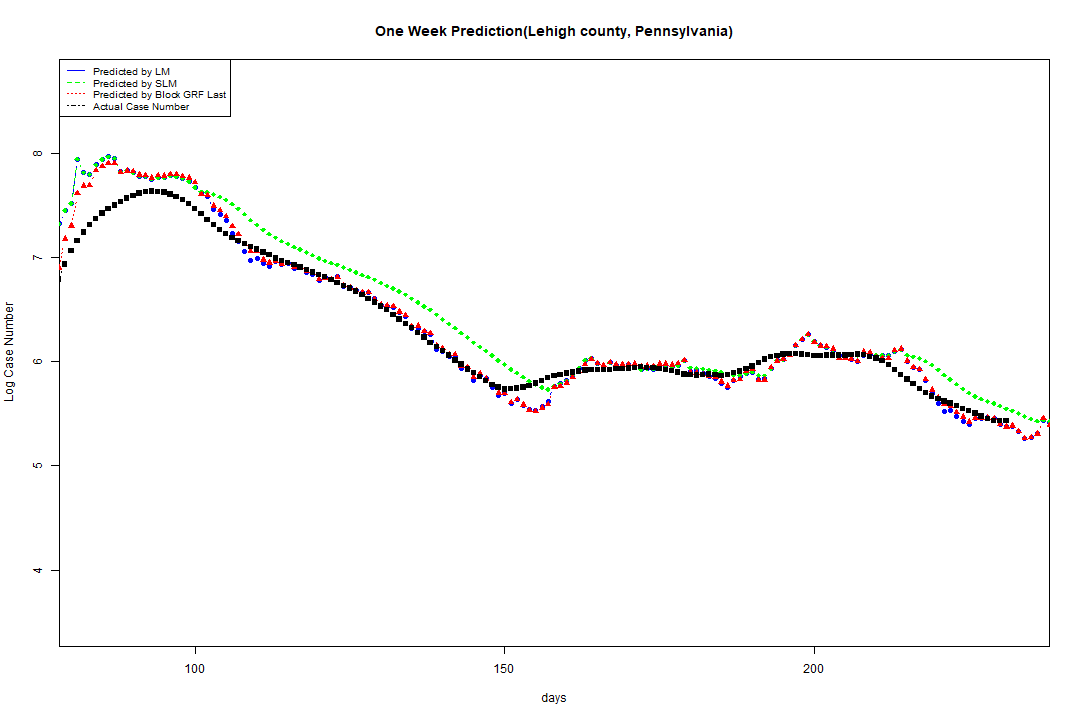 One Week Prediction(Lehigh county, Pennsylvania)
Predicted by LM
Predicted by SLM
Predicted by Block GRF Last
Actual Case Number
8
7
6
5
4
Log Case Number
100
150
200
days